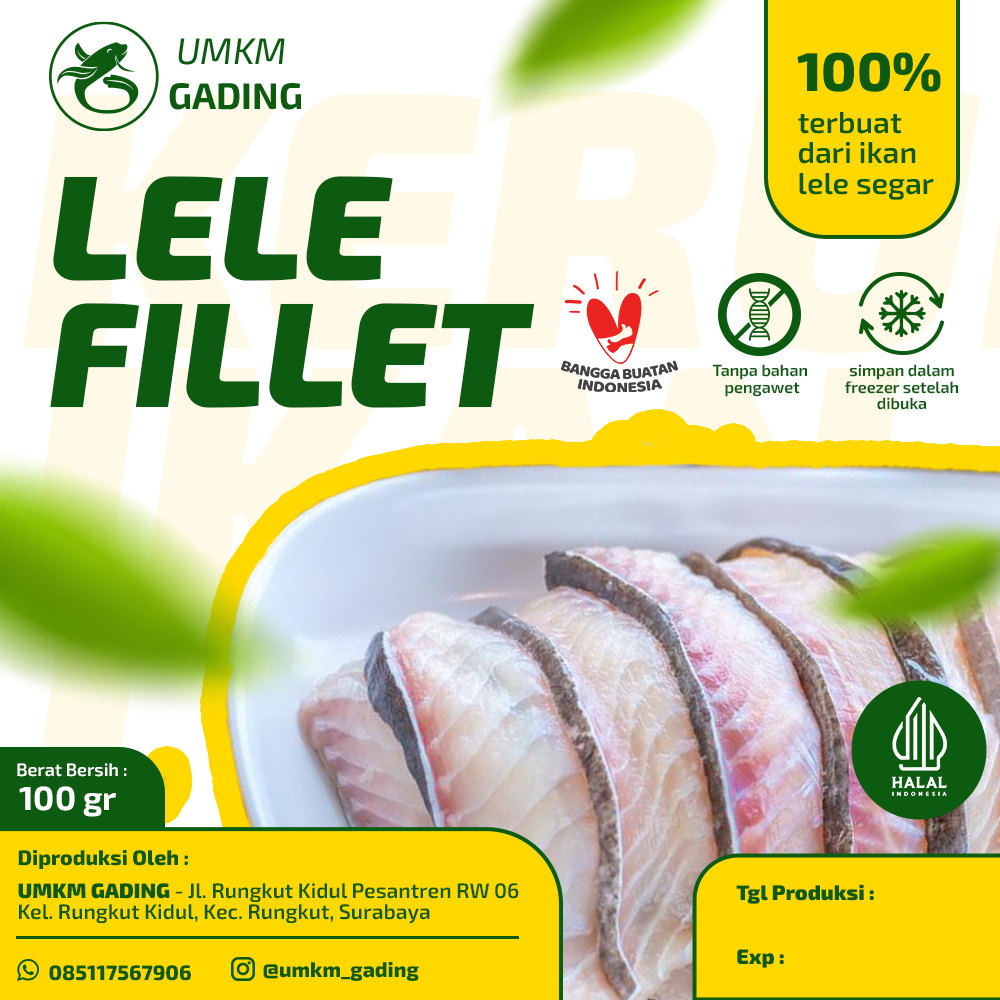 UMKM
GADING
100%
terbuat
dari ikan
lele segar
LELE
FILLET
BANGGA BUATAN
INDONESIA
Tanpa bahan
pengawet
simpan dalam
freezer setelah
dibuka
HALAL
INDONESIA
Berat Bersih :
100 gr
Diproduksi Oleh :
UMKM GADING - Jl. Rungkut Kidul Pesantren RW 06
Kel. Rungkut Kidul, Kec. Rungkut, Surabaya
085117567906
@umkm_gading
Tgl Produksi :
Exp :